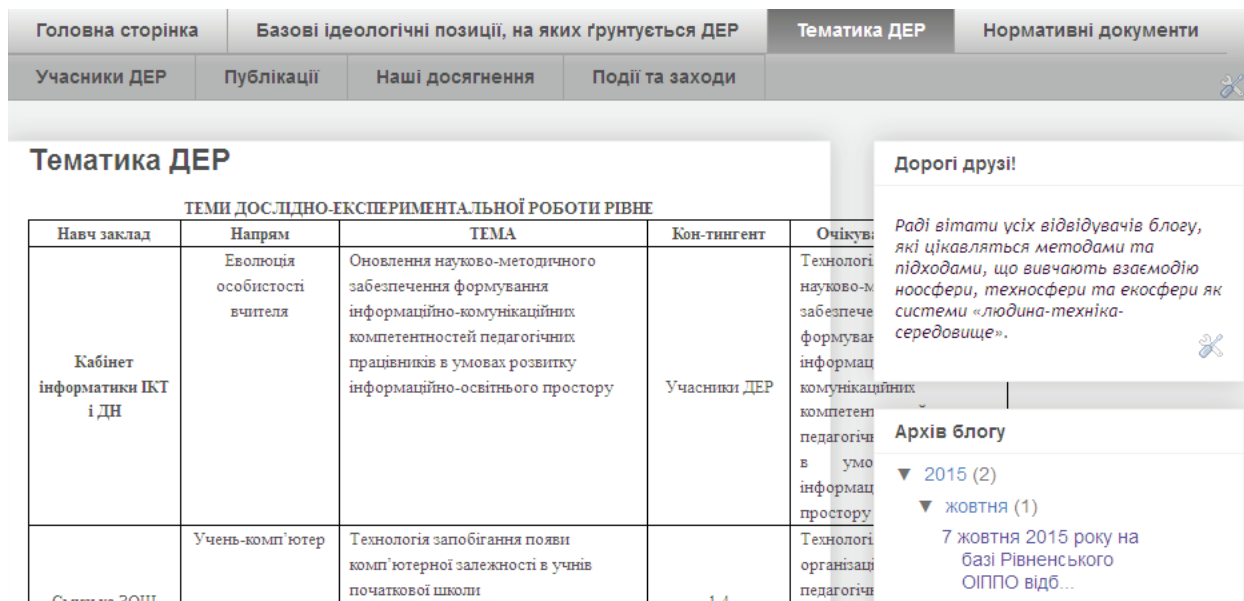 Головна сторінка
Базові ідеологічні позиції, на яких ґрунтується ДЕР
Тематика ДЕР
Нормативні документи
Учасники ДЕР
Публікації
Наші досягнення
Події та заходи
Тематика ДЕР
ТЕМИ ДОСЛІДНО-ЕКСПЕРИМЕНТАЛЬНОЇ РОБОТИ РІВНЕ
Навч заклад
Напрям
ТЕМА
Кон-тингент
Кабінет
інформатики ІКТ
і ДН
Еволюція
особистості
вчителя
Оновлення науково-методичного
забезпечення формування
інформаційно-комунікаційних
компетентностей педагогічних
працівників в умовах розвитку
інформаційно-освітнього простору
Учасники ДЕР
комунікаційних
в
простору
Учень-комп’ютер
Технологія запобігання появи
комп’ютерної залежності в учнів
початкової школи
1-4
Дорогі друзі!
Раді вітати усіх відвідувачів блогу,
які цікавляться методами та
підходами, що вивчають взаємодію
ноосфери, техносфери та екосфери як
системи «людина-техніка-
середовище».
Архів блогу
▼ 2015 (2)
▼ жовтня (1)
7 жовтня 2015 року на
базі Рівненського
ОІППО відб...